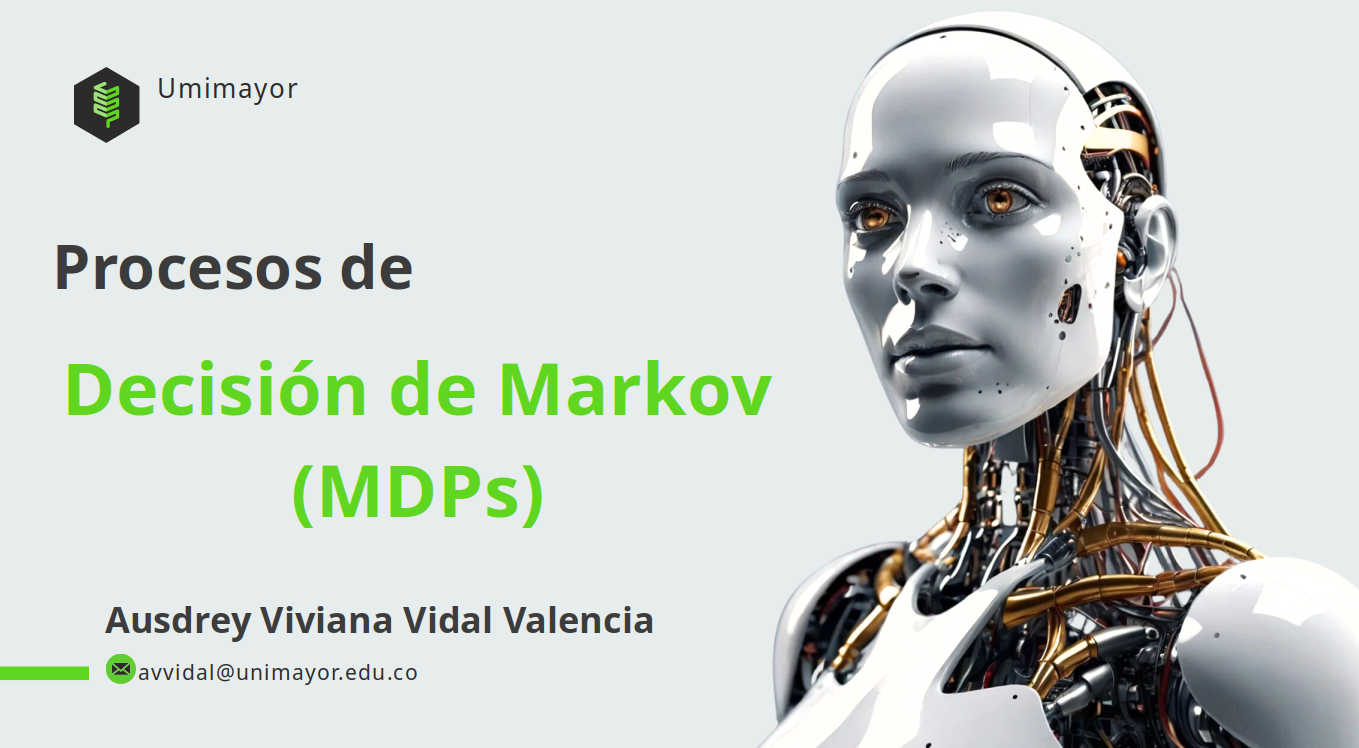 Umimayor
Procesos de
Decisión de Markov
(MDPs)
Ausdrey Viviana Vidal Valencia
avvidal@unimayor.edu.co